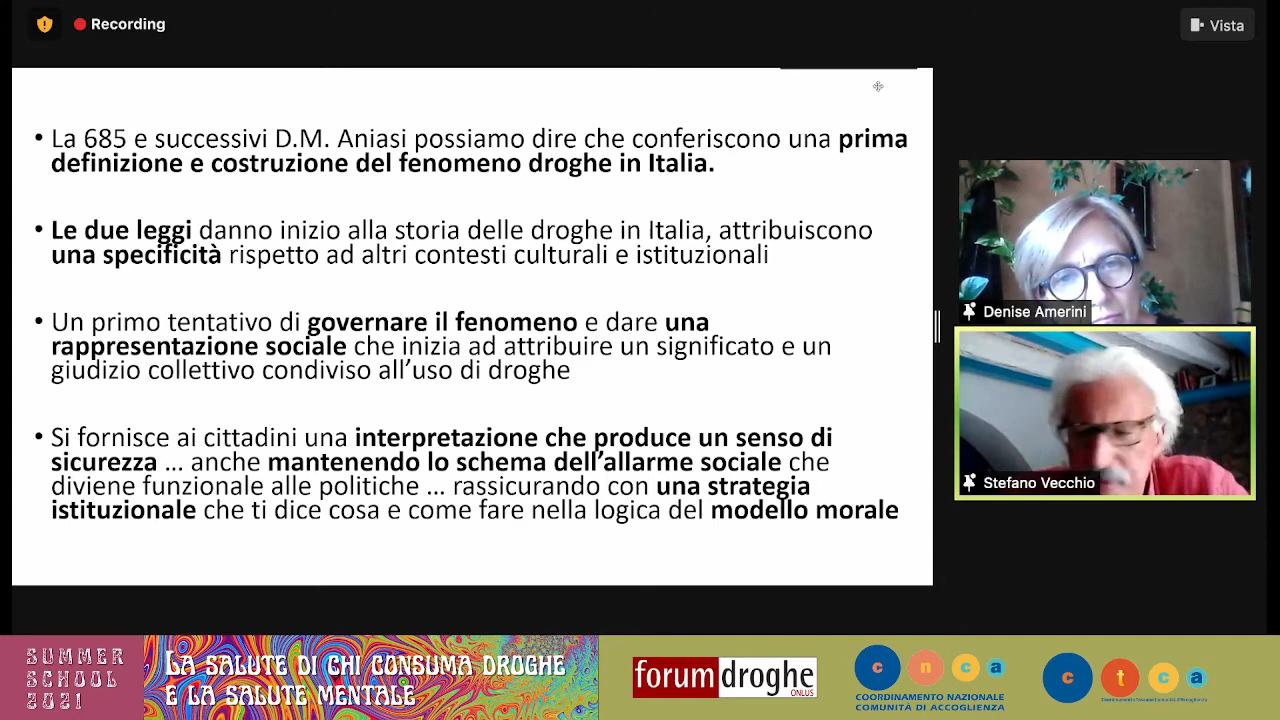 Recording
Vista
• La 685 e successivi D.M. Aniasi possiamo dire che conferiscono una prima
definizione e costruzione del fenomeno droghe in Italia.
• Le due leggi danno inizio alla storia delle droghe in Italia, attribuiscono
una specificità rispetto ad altri contesti culturali e istituzionali
• Un primo tentativo di governare il fenomeno e dare una
rappresentazione sociale che inizia ad attribuire un significato e un
giudizio collettivo condiviso all'uso di droghe
• Si fornisce ai cittadini una interpretazione che produce un senso di
sicurezza ... anche mantenendo lo schema dell'allarme sociale che
diviene funzionale alle politiche ... rassicurando con una strategia
istituzionale che ti dice cosa e come fare nella logica del modello morale
Denise Amerini
Stefano Vecchio
SUMMER
SCHOOL
2021
LA SALUTE DI CHI CONSUMA DROGHE
E LA SALUTE MENTALE
forumdroghe
ONLUS
c n c a
COORDINAMENTO NAZIONALE
COMUNITÀ DI ACCOGLIENZA
c t c a